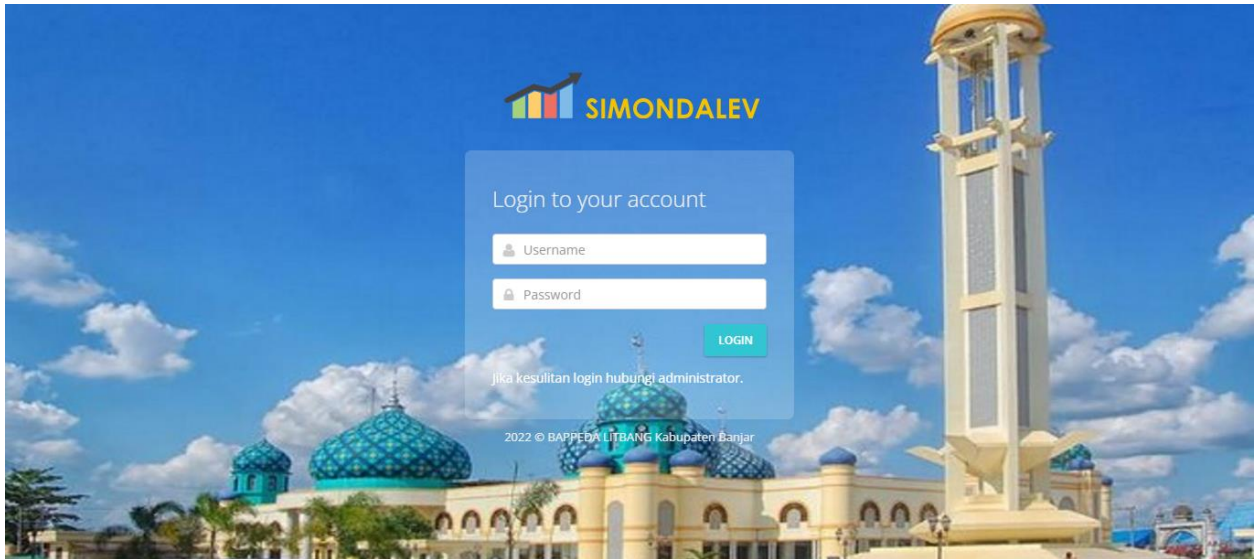 SIMONDALEV
Login to your account
Username
Password
LOGIN
Jika kesulitan login hubungi administrator.
2022 © BAPPEDA LITBANG Kabupaten Banjar